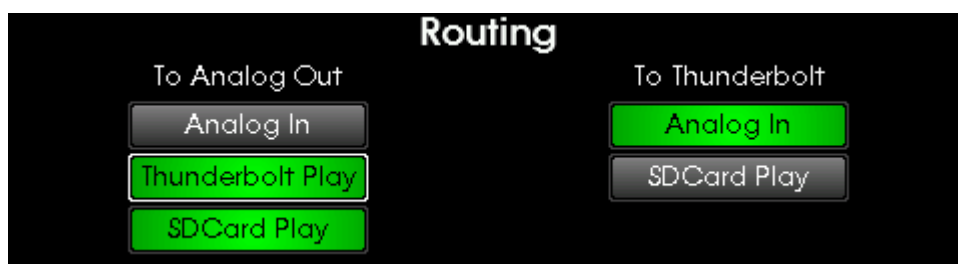 Routing
To Analog Out
Analog In
Thunderbolt Play
SDCard Play
To Thunderbolt
Analog In
SDCard Play